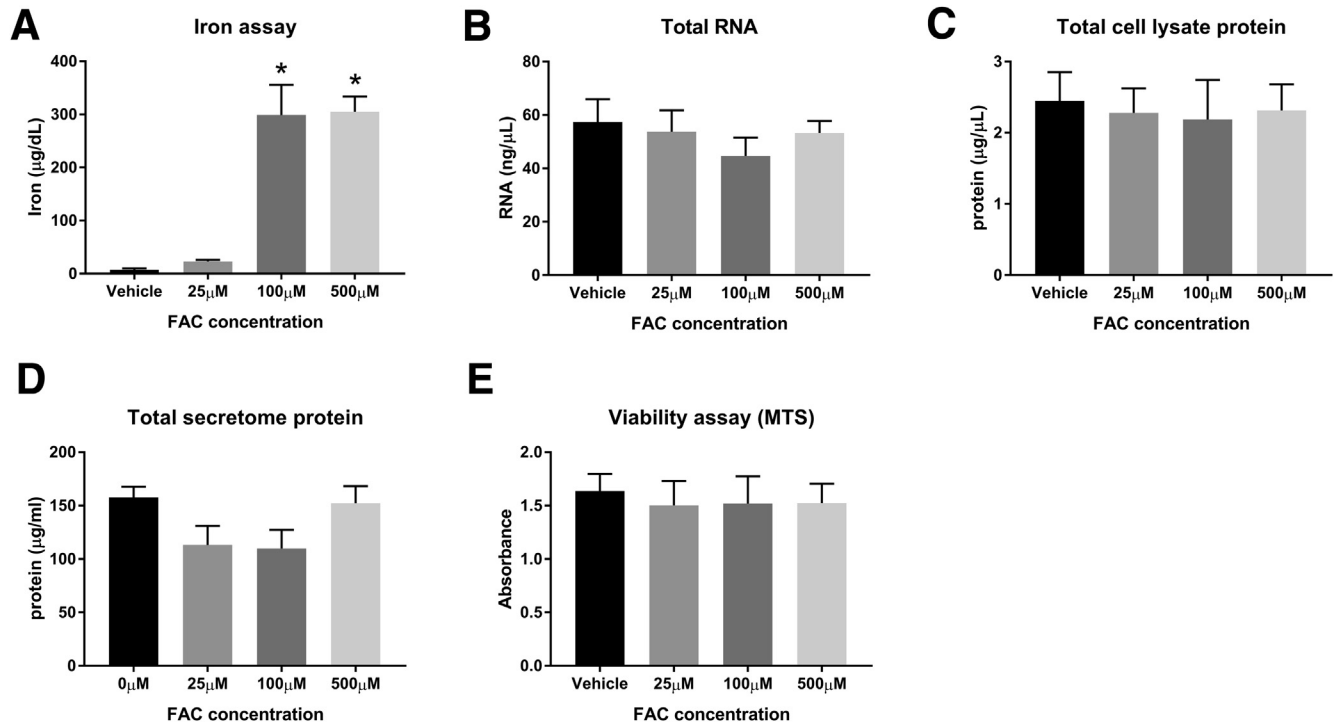 A
Iron assay
Iron (μg/dL)
400
300
200
100
0
*
*
Vehicle 25μM 100μM 500μM
FAC concentration
B
Total RNA
RNA (ng/μL)
80
60
40
20
0
Vehicle 25μM 100μM 500μM
FAC concentration
C
Total cell lysate protein
protein (μg/μL)
3
2
1
0
Vehicle 25μM 100μM 500μM
FAC concentration
D
Total secretome protein
protein (μg/ml)
200
150
100
50
0
0μM 25μM 100μM 500μM
FAC concentration
E
Viability assay (MTS)
Absorbance
2.0
1.5
1.0
0.5
0.0
Vehicle 25μM 100μM 500μM
FAC concentration